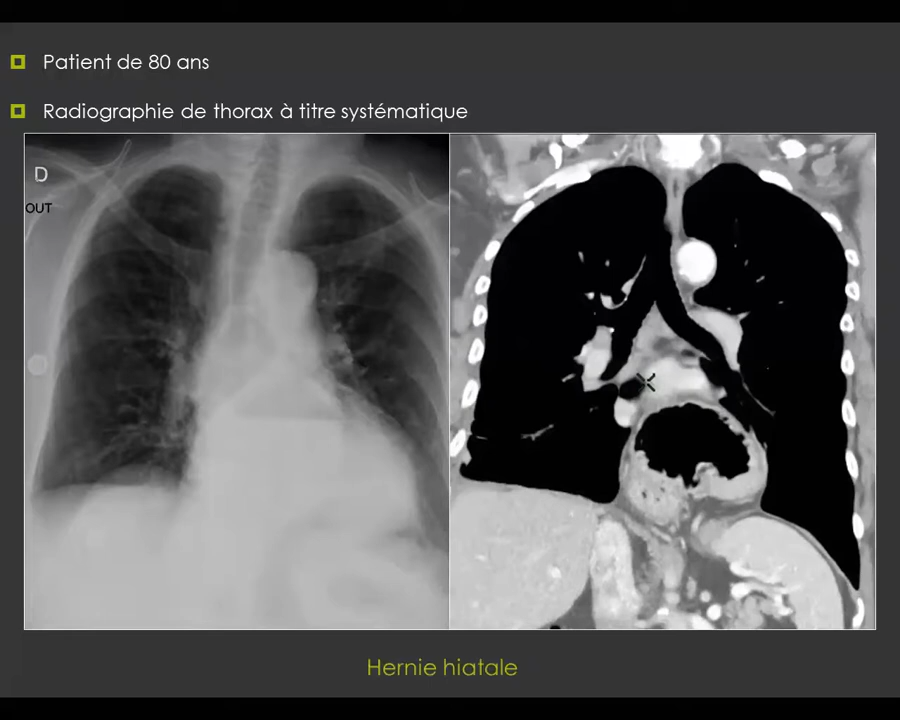 Patient de 80 ans
Radiographie de thorax à titre systématique
D
OUT
Hernie hiatale